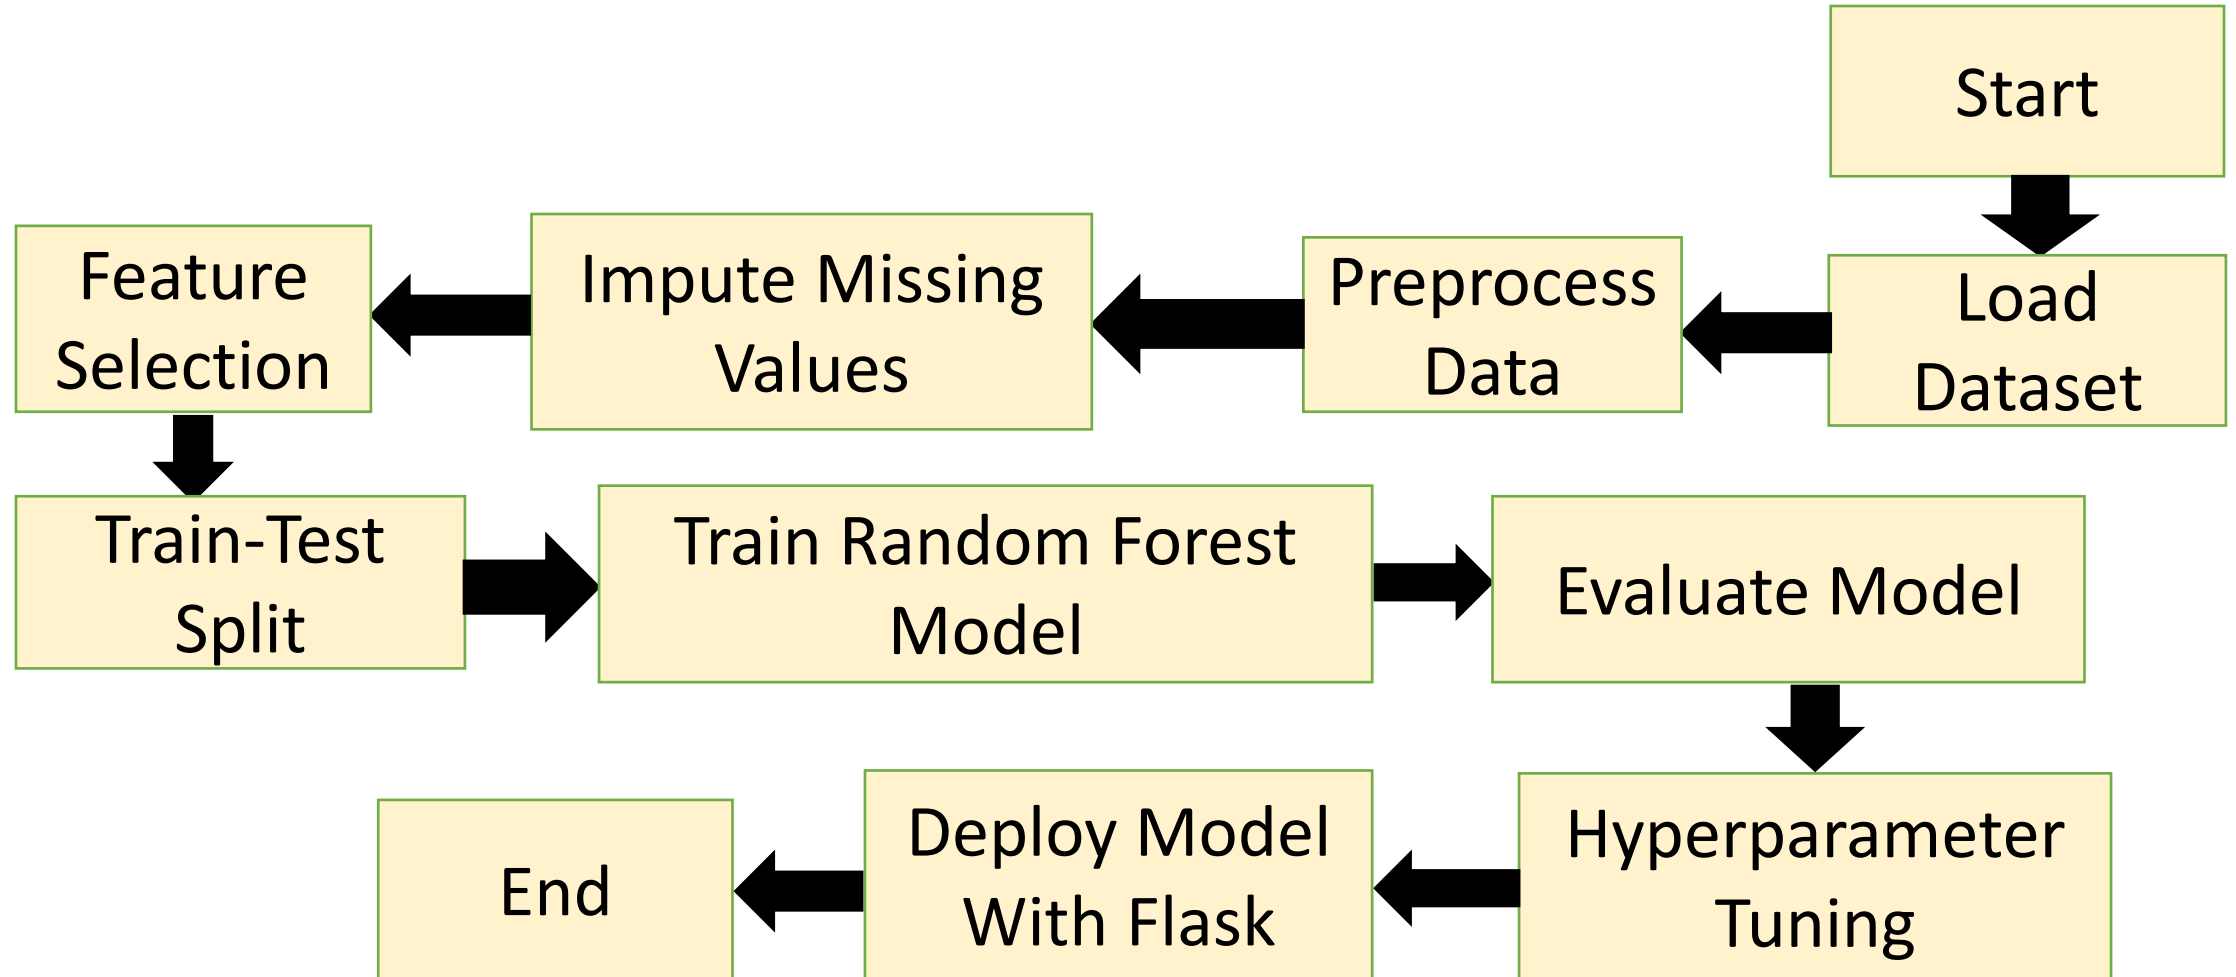 Start
Load
Dataset
Preprocess
Data
Impute Missing
Values
Feature
Selection
Train-Test
Split
Train Random Forest
Model
Evaluate Model
Hyperparameter
Tuning
Deploy Model
With Flask
End